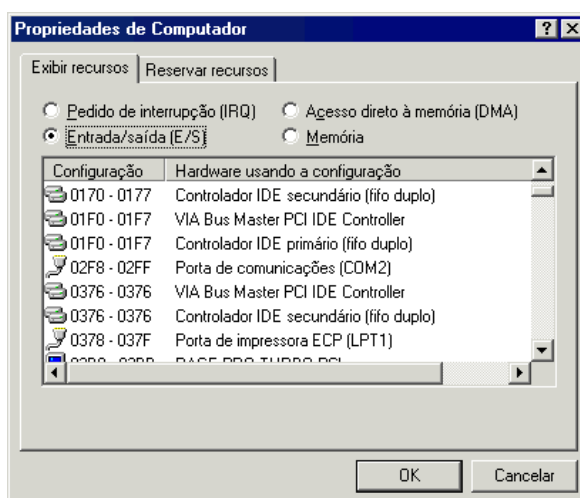 Propriedades de Computador
Exibir recursos Reservar recursos
Pedido de interrupção (IRQ) Acesso direto à memória (DMA)
Entrada/saída (E/S) Memória
Configuração Hardware usando a configuração
0170 - 0177 Controlador IDE secundário (fifo duplo)
01F0 - 01F7 VIA Bus Master PCI IDE Controller
01F0 - 01F7 Controlador IDE primário (fifo duplo)
02F8 - 02FF Porta de comunicações (COM2)
0376 - 0376 VIA Bus Master PCI IDE Controller
0376 - 0376 Controlador IDE secundário (fifo duplo)
0378 - 037F Porta de impressora ECP (LPT1)
OK Cancelar